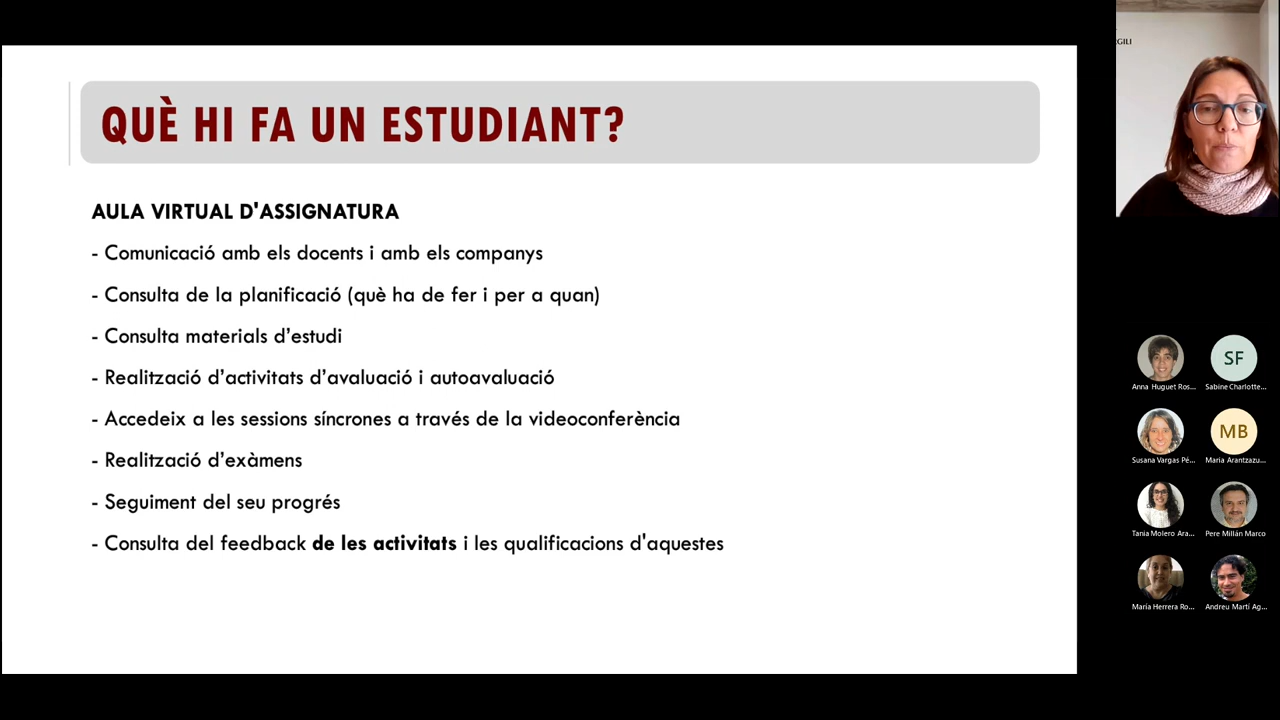 QUÈ HI FA UN ESTUDIANT?
AULA VIRTUAL D'ASSIGNATURA
- Comunicació amb els docents i amb els companys
- Consulta de la planificació (què ha de fer i per a quan)
- Consulta materials d’estudi
- Realització d’activitats d’avaluació i autoavaluació
- Accedeix a les sessions síncrones a través de la videoconferència
- Realització d’exàmens
- Seguiment del seu progrés
- Consulta del feedback de les activitats i les qualificacions d'aquestes
GILI
SF
Anna Huguet Ros... Sabine Charlotte...
MB
Susana Vargas Pé... Maria Arantzazu...
Tania Molero Ara... Pere Millán Marco
María Herrera Ro... Andreu Martí Ag...